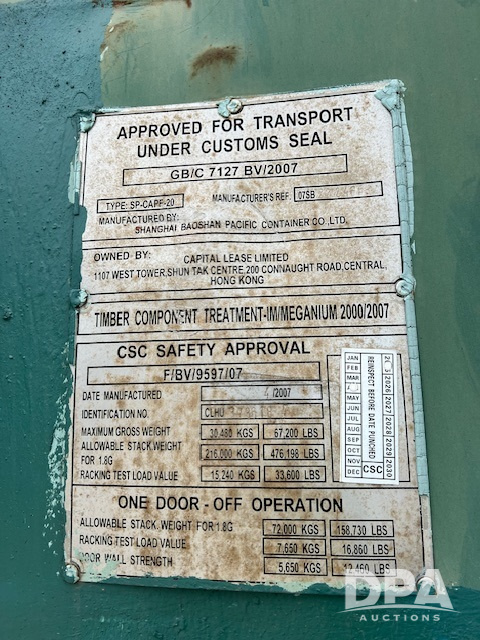 APPROVED FOR TRANSPORT
UNDER CUSTOMS SEAL
GB/C 7127 BV/2007
TYPE: SP-CAPF-20 MANUFACTURER'S REF. 07SB
MANUFACTURED BY:
SHANGHAI BAOSHAN PACIFIC CONTAINER CO.,LTD.
OWNED BY: CAPITAL LEASE LIMITED
1107 WEST TOWER,SHUN TAK CENTRE,200 CONNAUGHT ROAD,CENTRAL,
HONG KONG
TIMBER COMPONENT TREATMENT-IM/MEGANIUM 2000/2007
CSC SAFETY APPROVAL
F/BV/9597/07
DATE MANUFACTURED /2007
IDENTIFICATION NO. CLHU
MAXIMUM GROSS WEIGHT 30,480 KGS 67,200 LBS
ALLOWABLE STACK.WEIGHT
FOR 1.8G 216,000 KGS 476,198 LBS
RACKING TEST LOAD VALUE 15,240 KGS 33,600 LBS
JAN
FEB
MAR
MAY
JUN
JUL
AUG
SEP
OCT
NOV
DEC
REINSPECT BEFORE DATE PUNCHED
CSC
2026
2027
2028
2029
2030
ONE DOOR - OFF OPERATION
ALLOWABLE STACK. WEIGHT FOR 1.8G 72,000 KGS 158,730 LBS
RACKING TEST LOAD VALUE 7,650 KGS 16,860 LBS
DOOR WALL STRENGTH 5,650 KGS 12,460 LBS
DPA
AUCTIONS